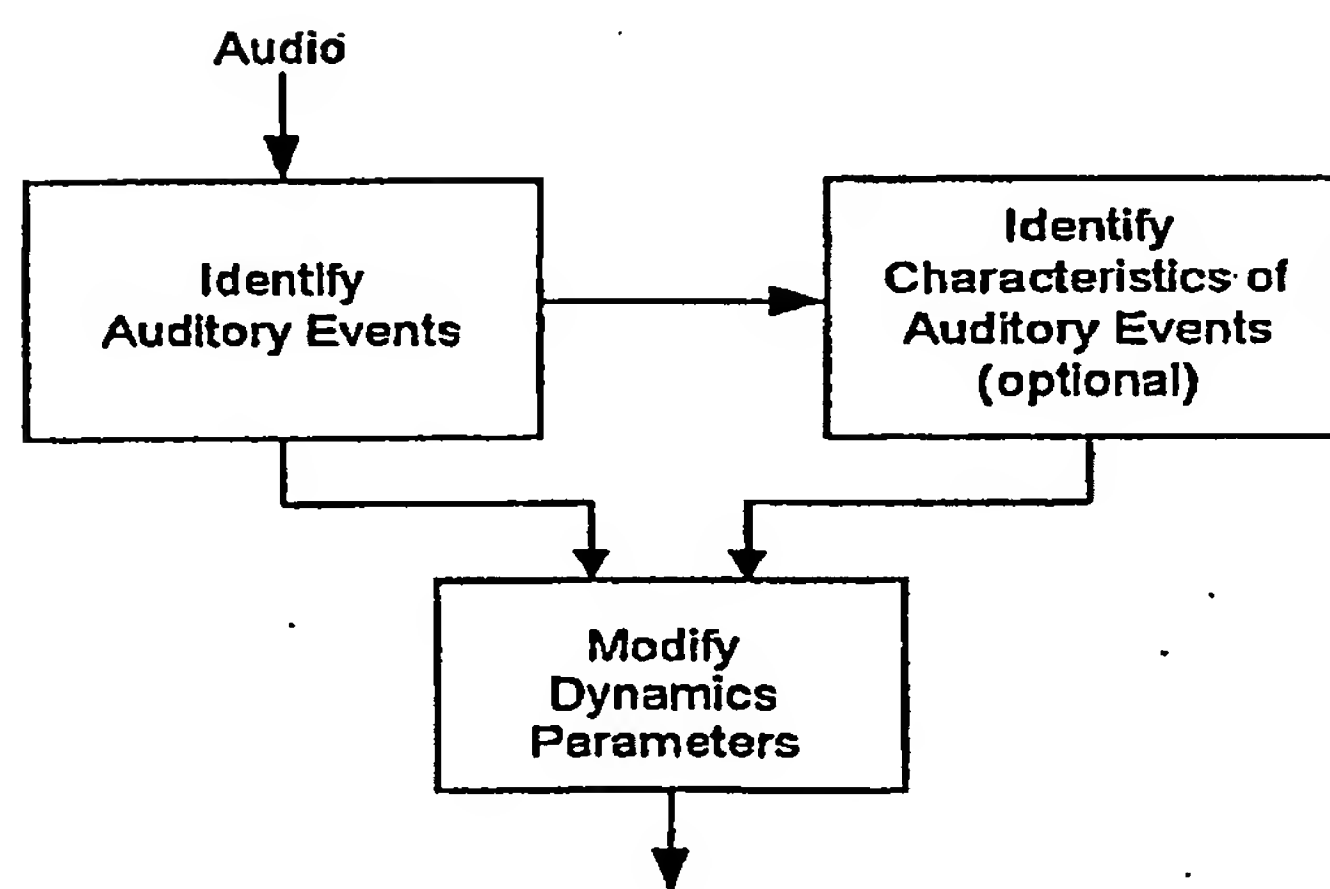 Audio
Identify
Auditory Events
Identify
Characteristics of
Auditory Events
(optional)
Modify
Dynamics
Parameters